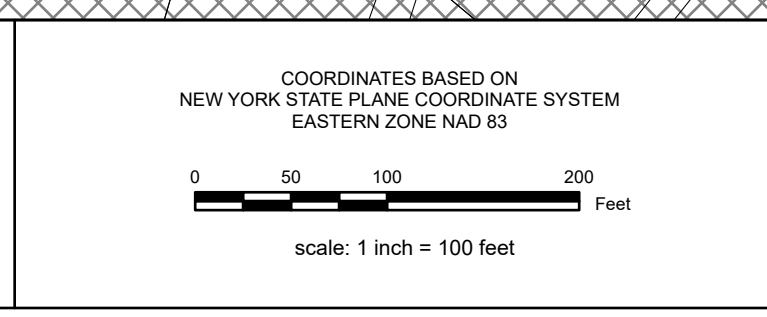 COORDINATES BASED ON
NEW YORK STATE PLANE COORDINATE SYSTEM
EASTERN ZONE NAD 83
0 50 100 200
Feet
scale: 1 inch = 100 feet